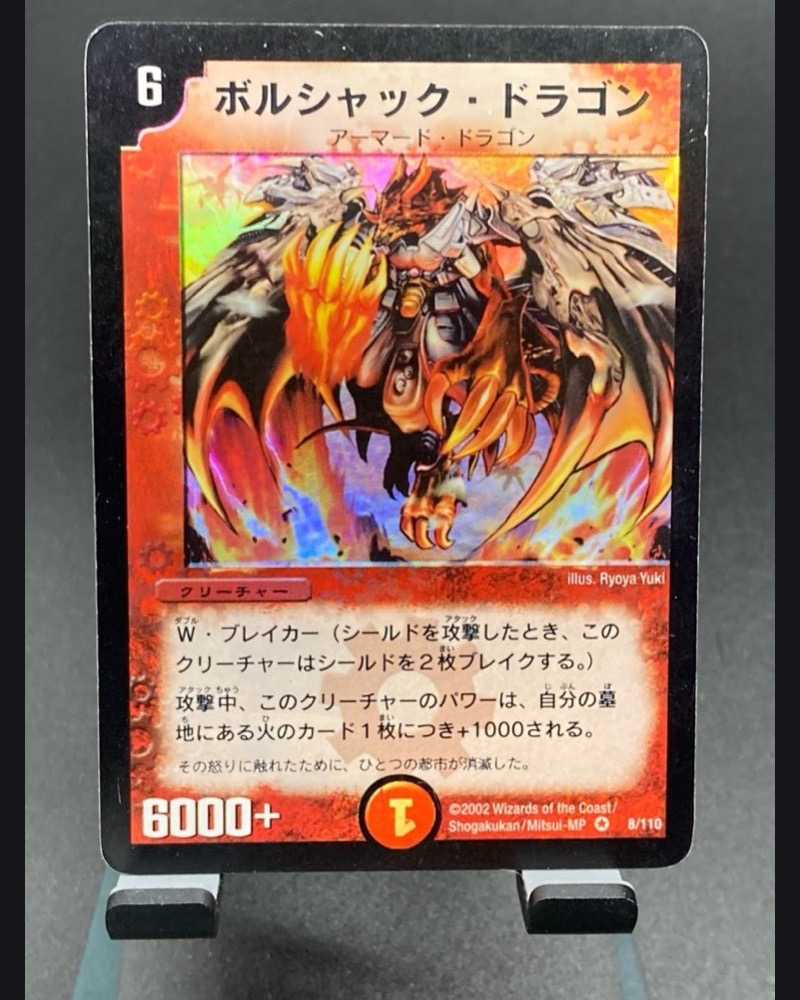 6
ボルシャック・ドラゴン
アーマード・ドラゴン
illus. Ryoya Yuki
クリーチャー
W・ブレイカー（シールドを攻撃したとき、この
クリーチャーはシールドを２枚ブレイクする。）
攻撃中、このクリーチャーのパワーは、自分の墓
地にある火のカード１枚につき+1000される。
その怒りに触れたために、ひとつの都市が消滅した。
6000+
1
©2002 Wizards of the Coast/
Shogakukan/Mitsui-MP ✪ 8/110